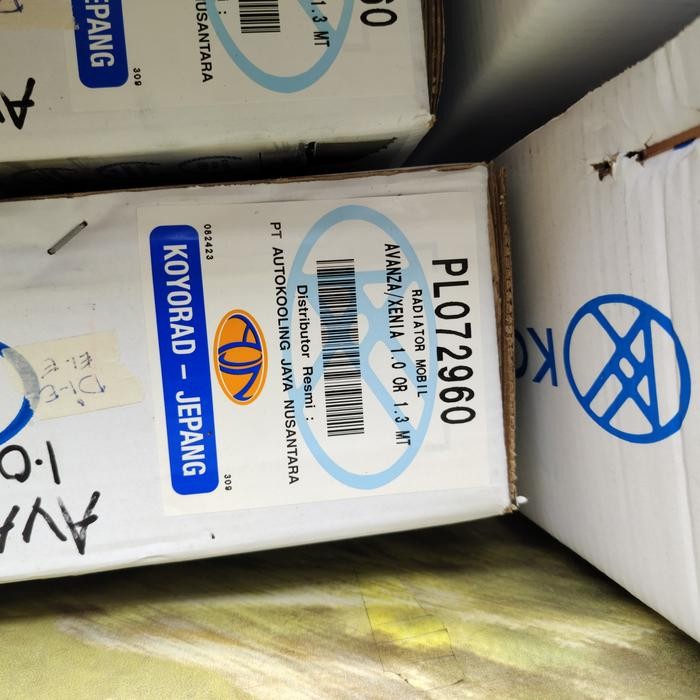 PL072960
RADIATOR MOBIL
AVANZA/XENIA 1.0 OR 1.3 MT
Distributor Resmi :
PT AUTOKOOLING JAYA NUSANTARA
082423
309
KOYORAD – JEPANG
60
1.3 MT
NUSANTARA
309
JEPANG
AVA
1.0
KO